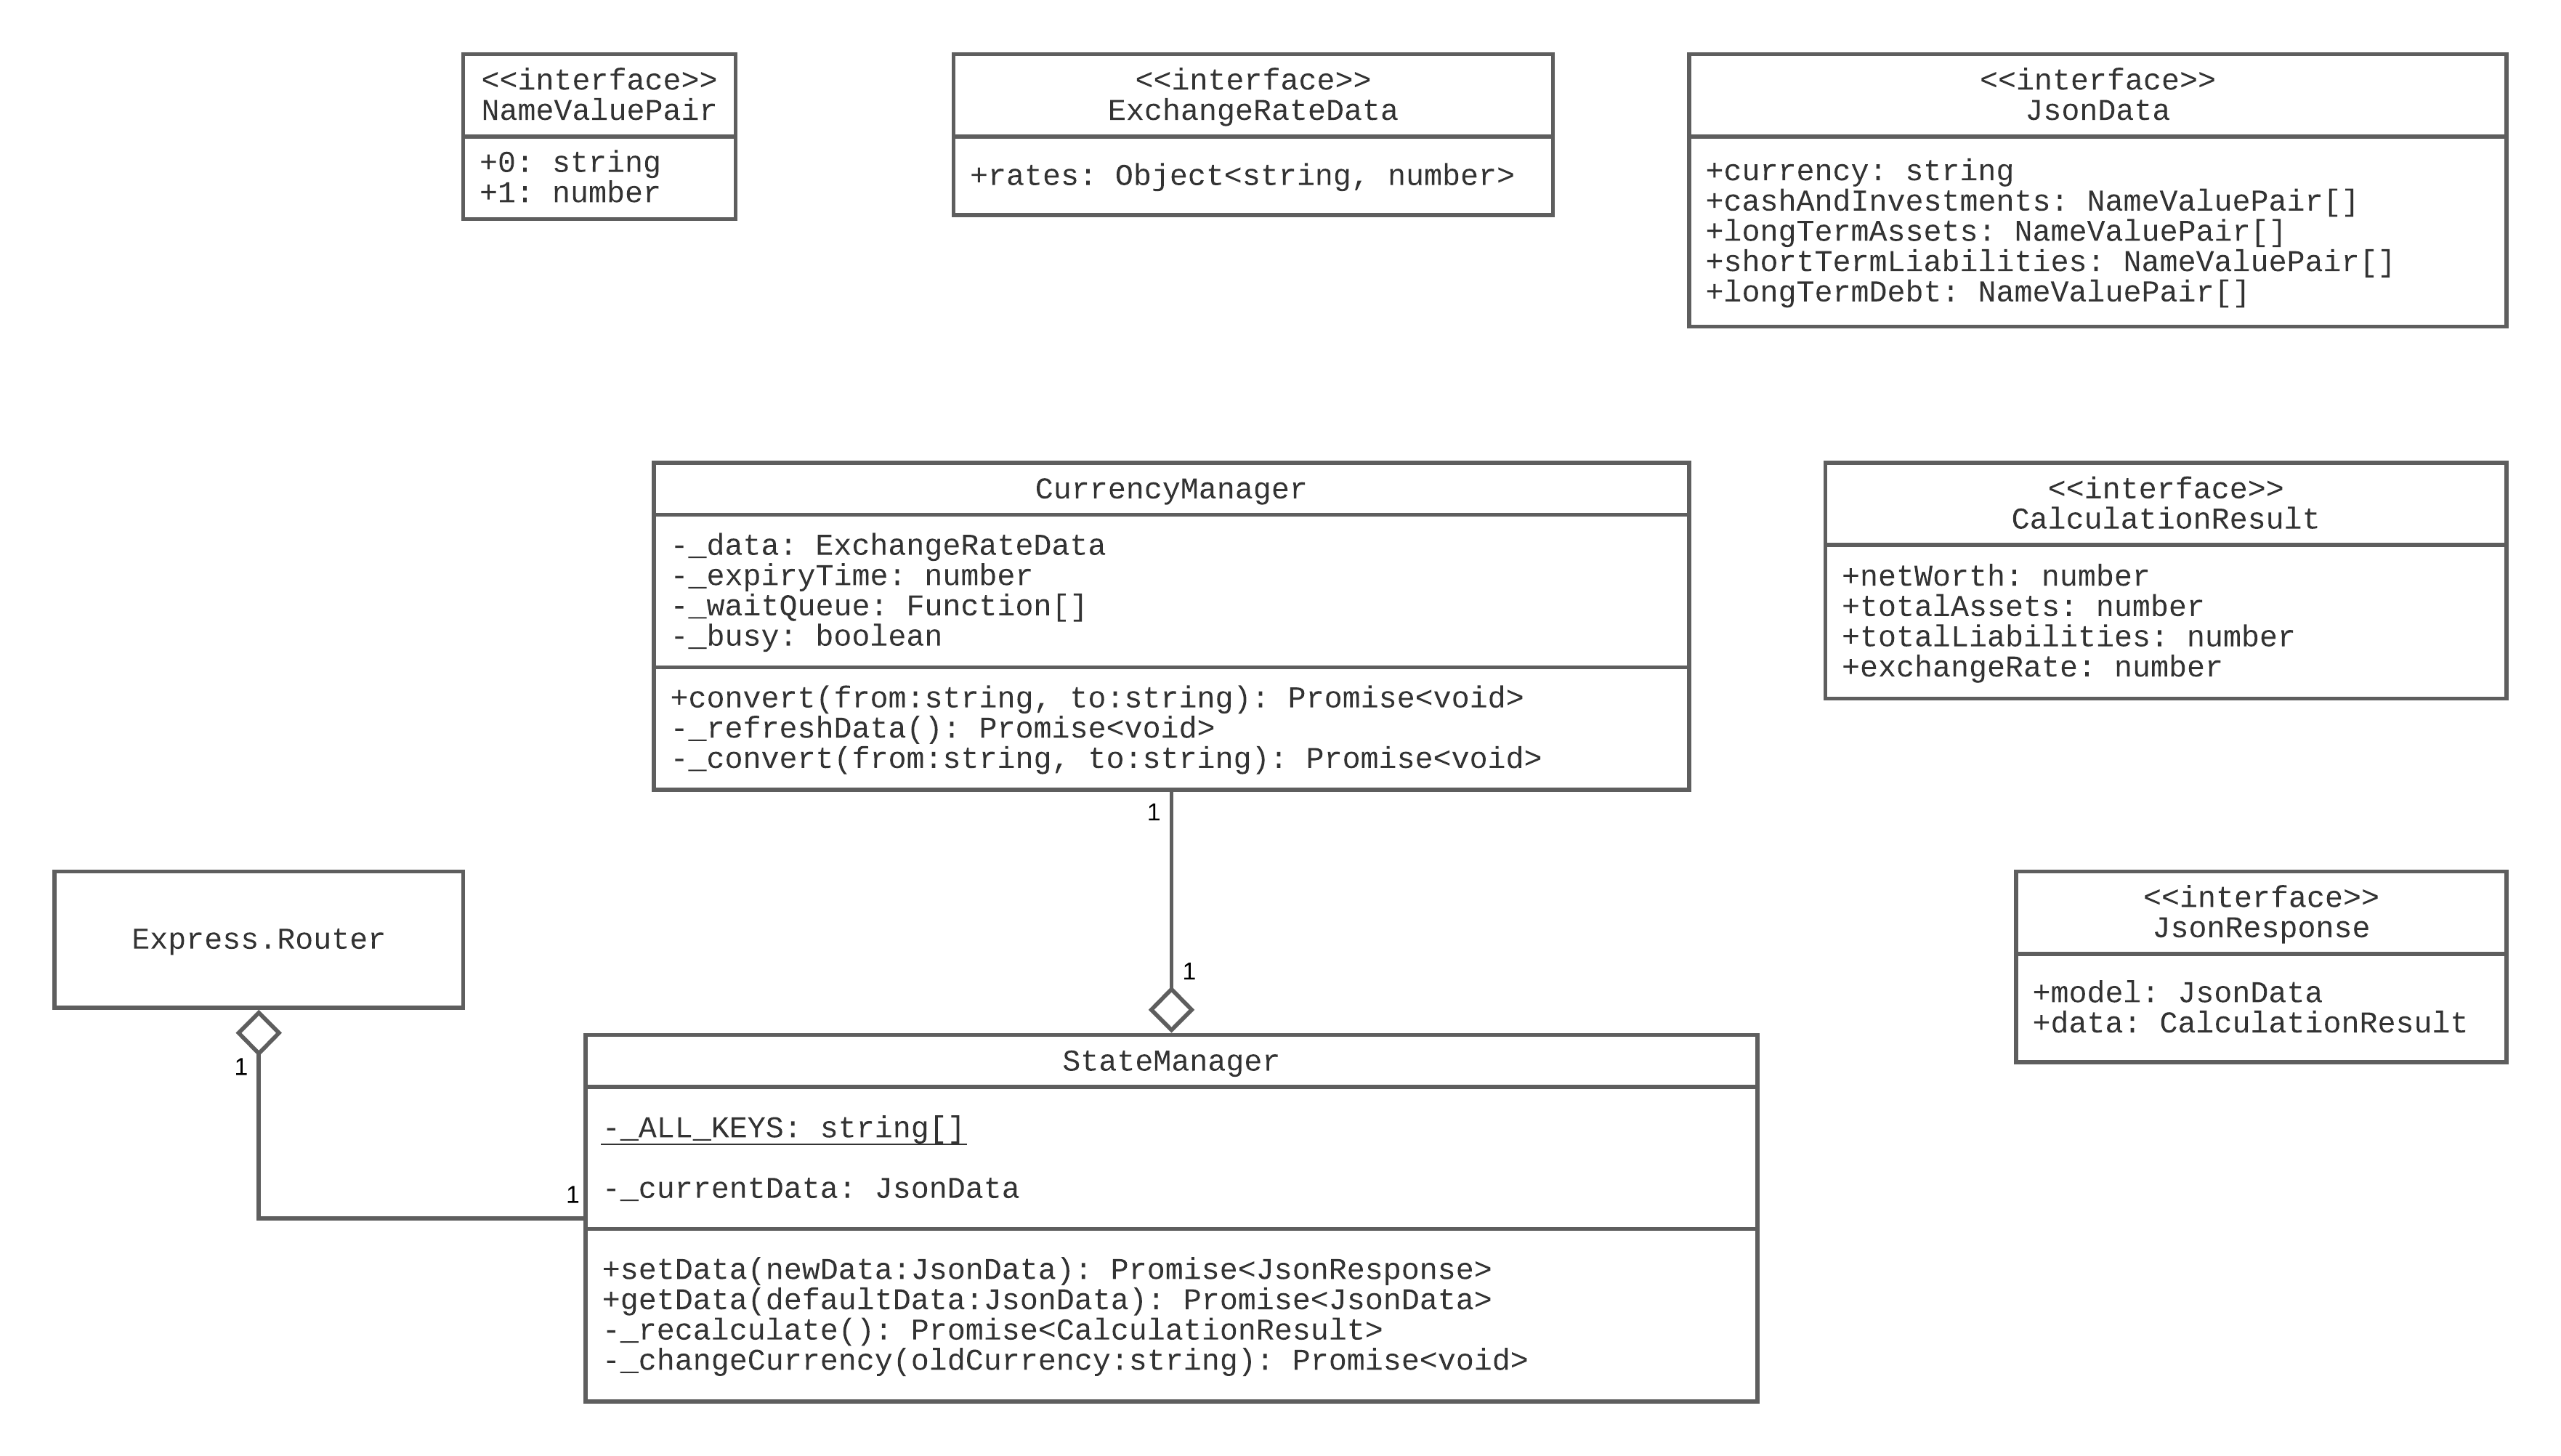 <<interface>>
NameValuePair
+0: string
+1: number
<<interface>>
ExchangeRateData
+rates: Object<string, number>
<<interface>>
JsonData
+currency: string
+cashAndInvestments: NameValuePair[]
+longTermAssets: NameValuePair[]
+shortTermLiabilities: NameValuePair[]
+longTermDebt: NameValuePair[]
CurrencyManager
-_data: ExchangeRateData
-_expiryTime: number
-_waitQueue: Function[]
-_busy: boolean
+convert(from:string, to:string): Promise<void>
-_refreshData(): Promise<void>
-_convert(from:string, to:string): Promise<void>
<<interface>>
CalculationResult
+netWorth: number
+totalAssets: number
+totalLiabilities: number
+exchangeRate: number
1
1
Express.Router
1
1
<<interface>>
JsonResponse
+model: JsonData
+data: CalculationResult
StateManager
-_ALL_KEYS: string[]
-_currentData: JsonData
+setData(newData:JsonData): Promise<JsonResponse>
+getData(defaultData:JsonData): Promise<JsonData>
-_recalculate(): Promise<CalculationResult>
-_changeCurrency(oldCurrency:string): Promise<void>